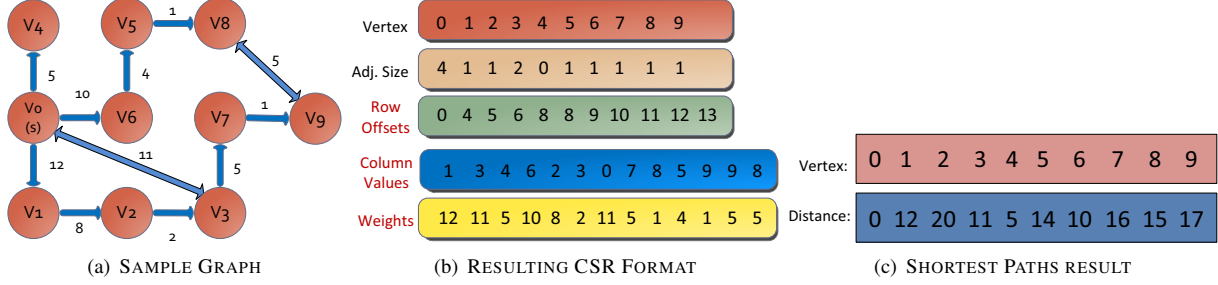 V4
V5
1
V8
5
4
5
V0
(s)
10
V6
V7
1
V9
12
11
5
V1
8
V2
2
V3
(a) SAMPLE GRAPH
Vertex
0 1 2 3 4 5 6 7 8 9
Adj. Size
4 1 1 2 0 1 1 1 1 1
Row
Offsets
0 4 5 6 8 8 9 10 11 12 13
Column
Values
1 3 4 6 2 3 0 7 8 5 9 9 8
Weights
12 11 5 10 8 2 11 5 1 4 1 5 5
(b) RESULTING CSR FORMAT
Vertex:
0 1 2 3 4 5 6 7 8 9
Distance:
0 12 20 11 5 14 10 16 15 17
(c) SHORTEST PATHS RESULT